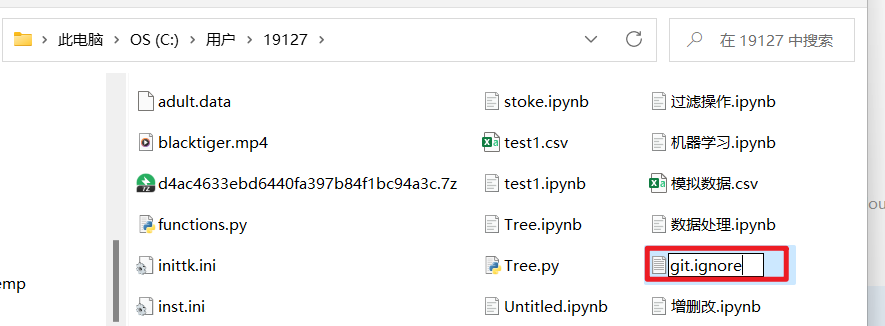 此电脑 > OS (C:) > 用户 > 19127 >
在 19127 中搜索
adult.data
blacktiger.mp4
d4ac4633ebd6440fa397b84f1bc94a3c.7z
functions.py
inittk.ini
inst.ini
stoke.ipynb
test1.csv
test1.ipynb
Tree.ipynb
Tree.py
Untitled.ipynb
过滤操作.ipynb
机器学习.ipynb
模拟数据.csv
数据处理.ipynb
git.ignore
增删改.ipynb
emp
ou